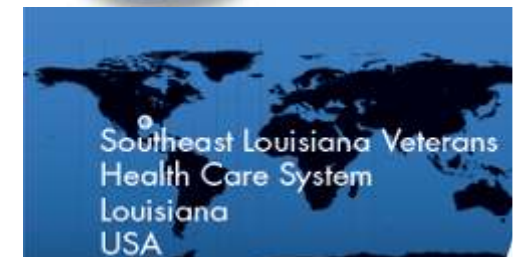 Southeast Louisiana Veterans
Health Care System
Louisiana
USA